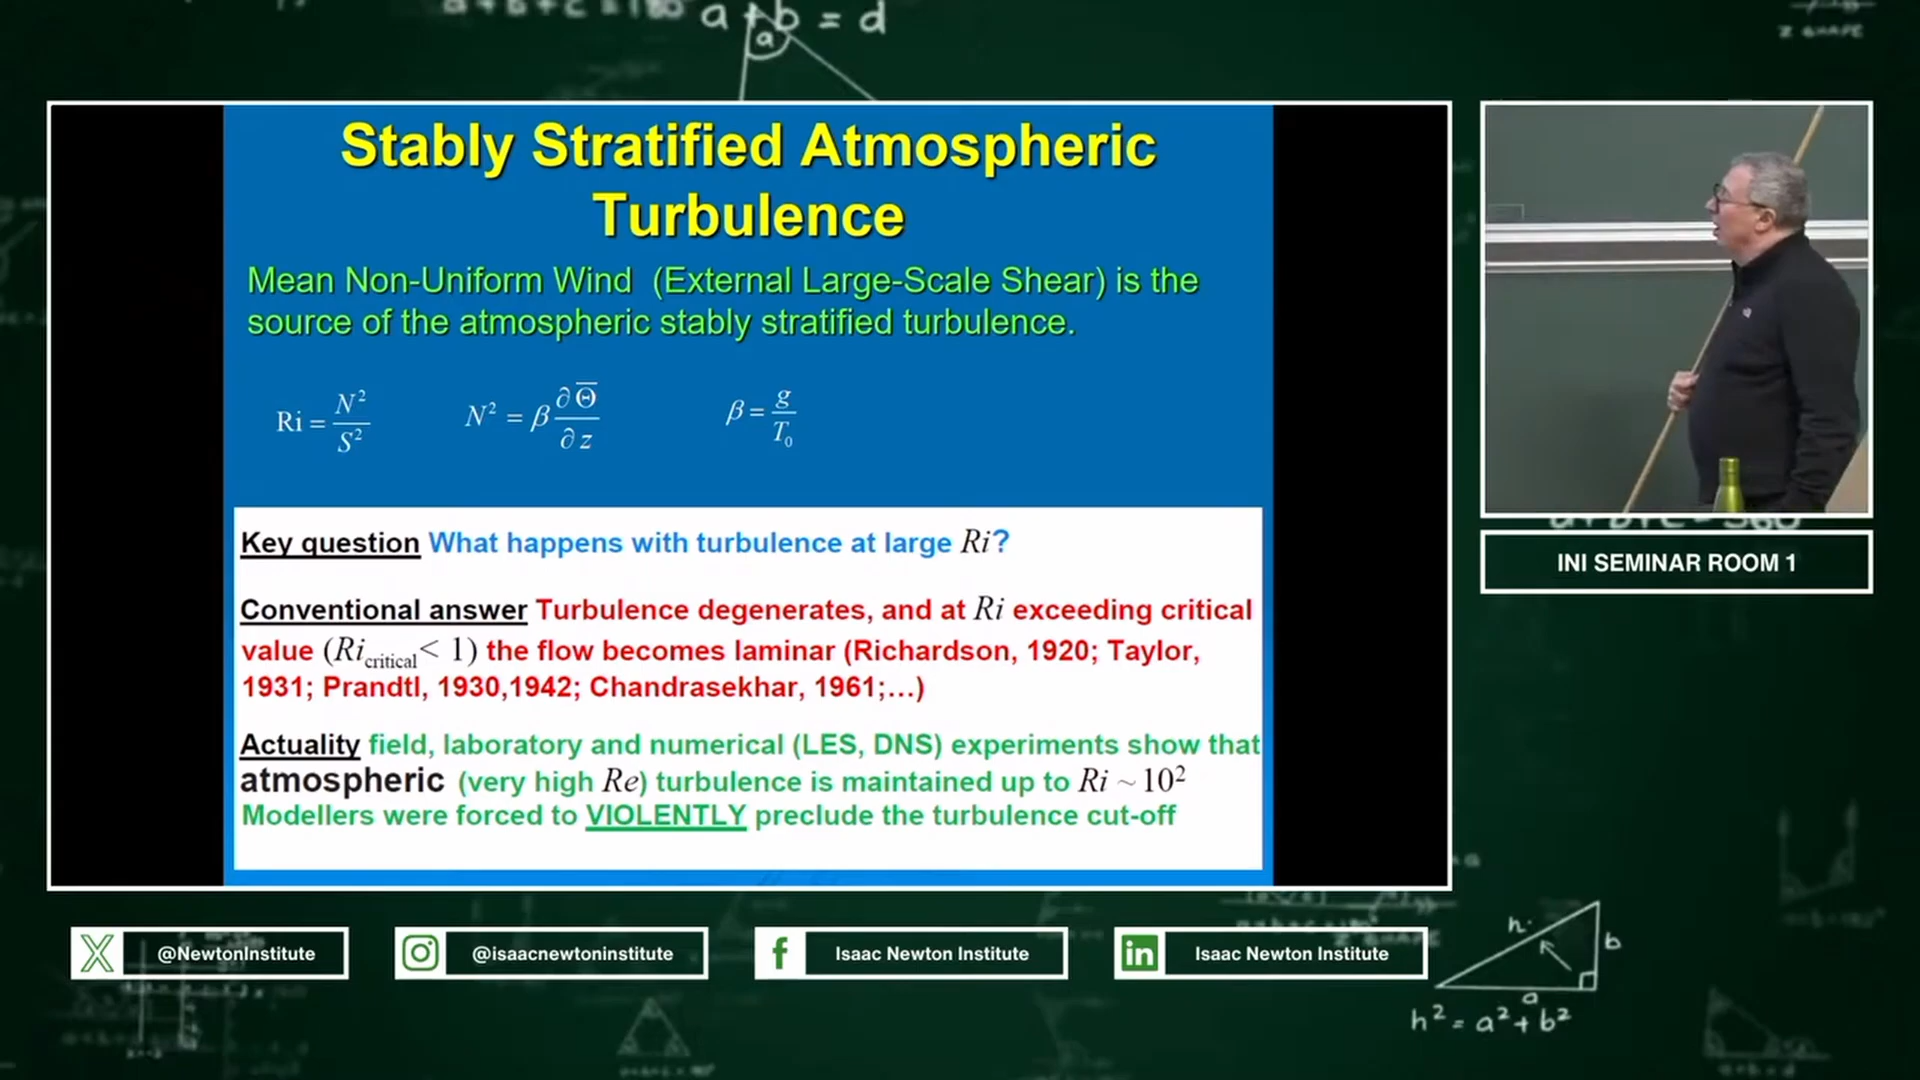 a + b + c = 180
a + b = d
a
Z SHAPE
Stably Stratified Atmospheric
Turbulence
Mean Non-Uniform Wind (External Large-Scale Shear) is the
source of the atmospheric stably stratified turbulence.
Ri = N²/S² N² = β ∂Θ̅/∂z β = g/T₀
Key question What happens with turbulence at large Ri?
Conventional answer Turbulence degenerates, and at Ri exceeding critical
value (Ri_critical < 1) the flow becomes laminar (Richardson, 1920; Taylor,
1931; Prandtl, 1930,1942; Chandrasekhar, 1961;…)
Actuality field, laboratory and numerical (LES, DNS) experiments show that
atmospheric (very high Re) turbulence is maintained up to Ri ~ 10²
Modellers were forced to VIOLENTLY preclude the turbulence cut-off
INI SEMINAR ROOM 1
@NewtonInstitute
@isaacnewtoninstitute
Isaac Newton Institute
Isaac Newton Institute
h
b
a
h² = a² + b²